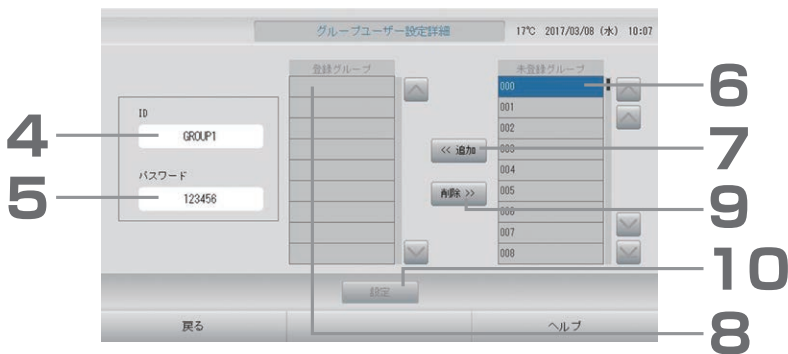 グループユーザー設定詳細 17℃ 2017/03/08 (水) 10:07
登録グループ 未登録グループ
000 6
001
ID
4 GROUP1
002
<< 追加 003 7
パスワード
004
5 123456
削除 >> 005 9
006
007
008
設定 10
戻る ヘルプ
8